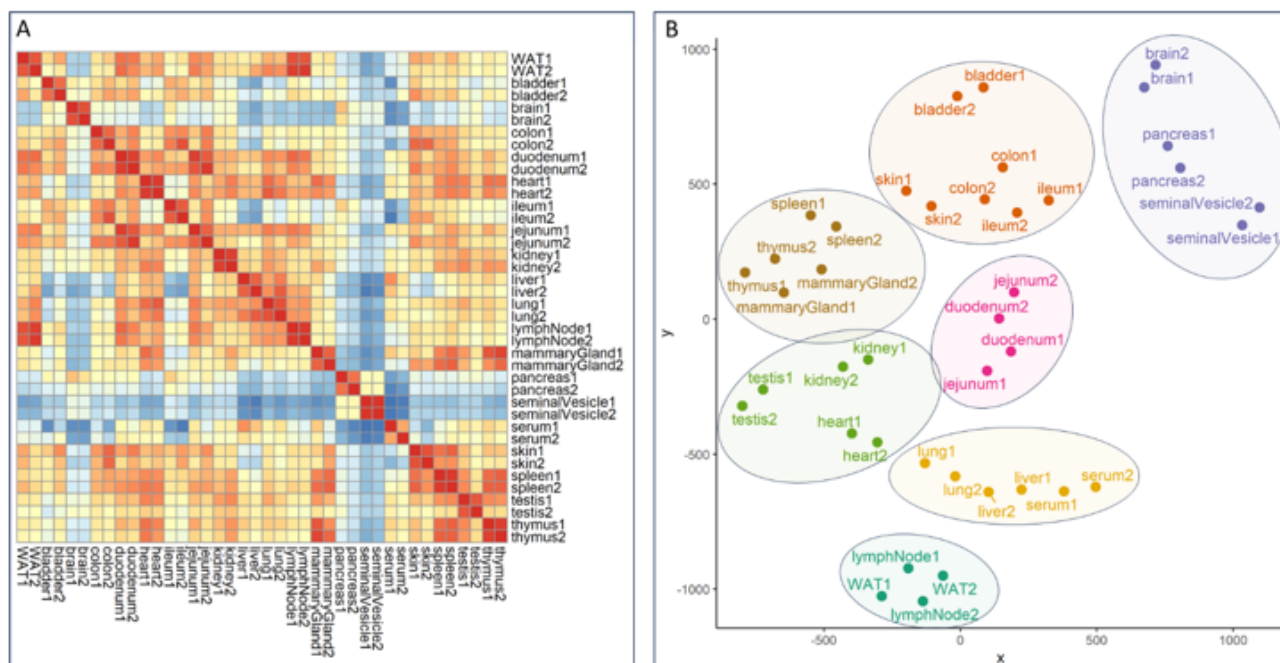 A
WAT1
WAT2
bladder1
bladder2
brain1
brain2
colon1
colon2
duodenum1
duodenum2
heart1
heart2
ileum1
ileum2
jejunum1
jejunum2
kidney1
kidney2
liver1
liver2
lung1
lung2
lymphNode1
lymphNode2
mammaryGland1
mammaryGland2
pancreas1
pancreas2
seminalVesicle1
seminalVesicle2
serum1
serum2
skin1
skin2
spleen1
spleen2
testis1
testis2
thymus1
thymus2
WAT1
WAT2
bladder1
bladder2
brain1
brain2
colon1
colon2
duodenum1
duodenum2
heart1
heart2
ileum1
ileum2
jejunum1
jejunum2
kidney1
kidney2
liver1
liver2
lung1
lung2
lymphNode1
lymphNode2
mammaryGland1
mammaryGland2
pancreas1
pancreas2
seminalVesicle1
seminalVesicle2
serum1
serum2
skin1
skin2
spleen1
spleen2
testis1
testis2
thymus1
thymus2
B
1000
500
0
-500
-1000
y
brain2
brain1
pancreas1
pancreas2
seminalVesicle2
seminalVesicle1
bladder1
bladder2
colon1
skin1
colon2
ileum1
skin2
ileum2
spleen1
thymus2
spleen2
thymus1
mammaryGland2
mammaryGland1
jejunum2
duodenum2
duodenum1
jejunum1
kidney1
testis1
kidney2
testis2
heart1
heart2
lung1
lung2
liver1
serum2
liver2
serum1
lymphNode1
WAT1
WAT2
lymphNode2
-500
0
500
1000
x